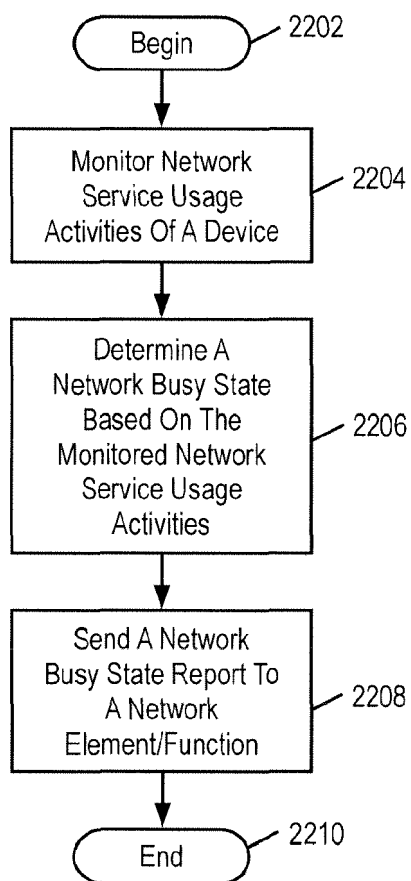 Begin
2202
Monitor Network
Service Usage
Activities Of A Device
2204
Determine A
Network Busy State
Based On The
Monitored Network
Service Usage
Activities
2206
Send A Network
Busy State Report To
A Network
Element/Function
2208
End
2210